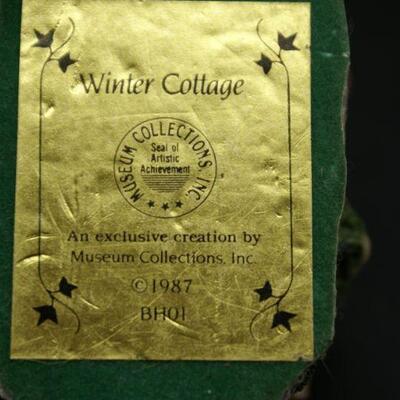 Winter Cottage
MUSEUM COLLECTIONS, INC.
Seal of
Artistic
Achievement
An exclusive creation by
Museum Collections, Inc.
©1987
BH01